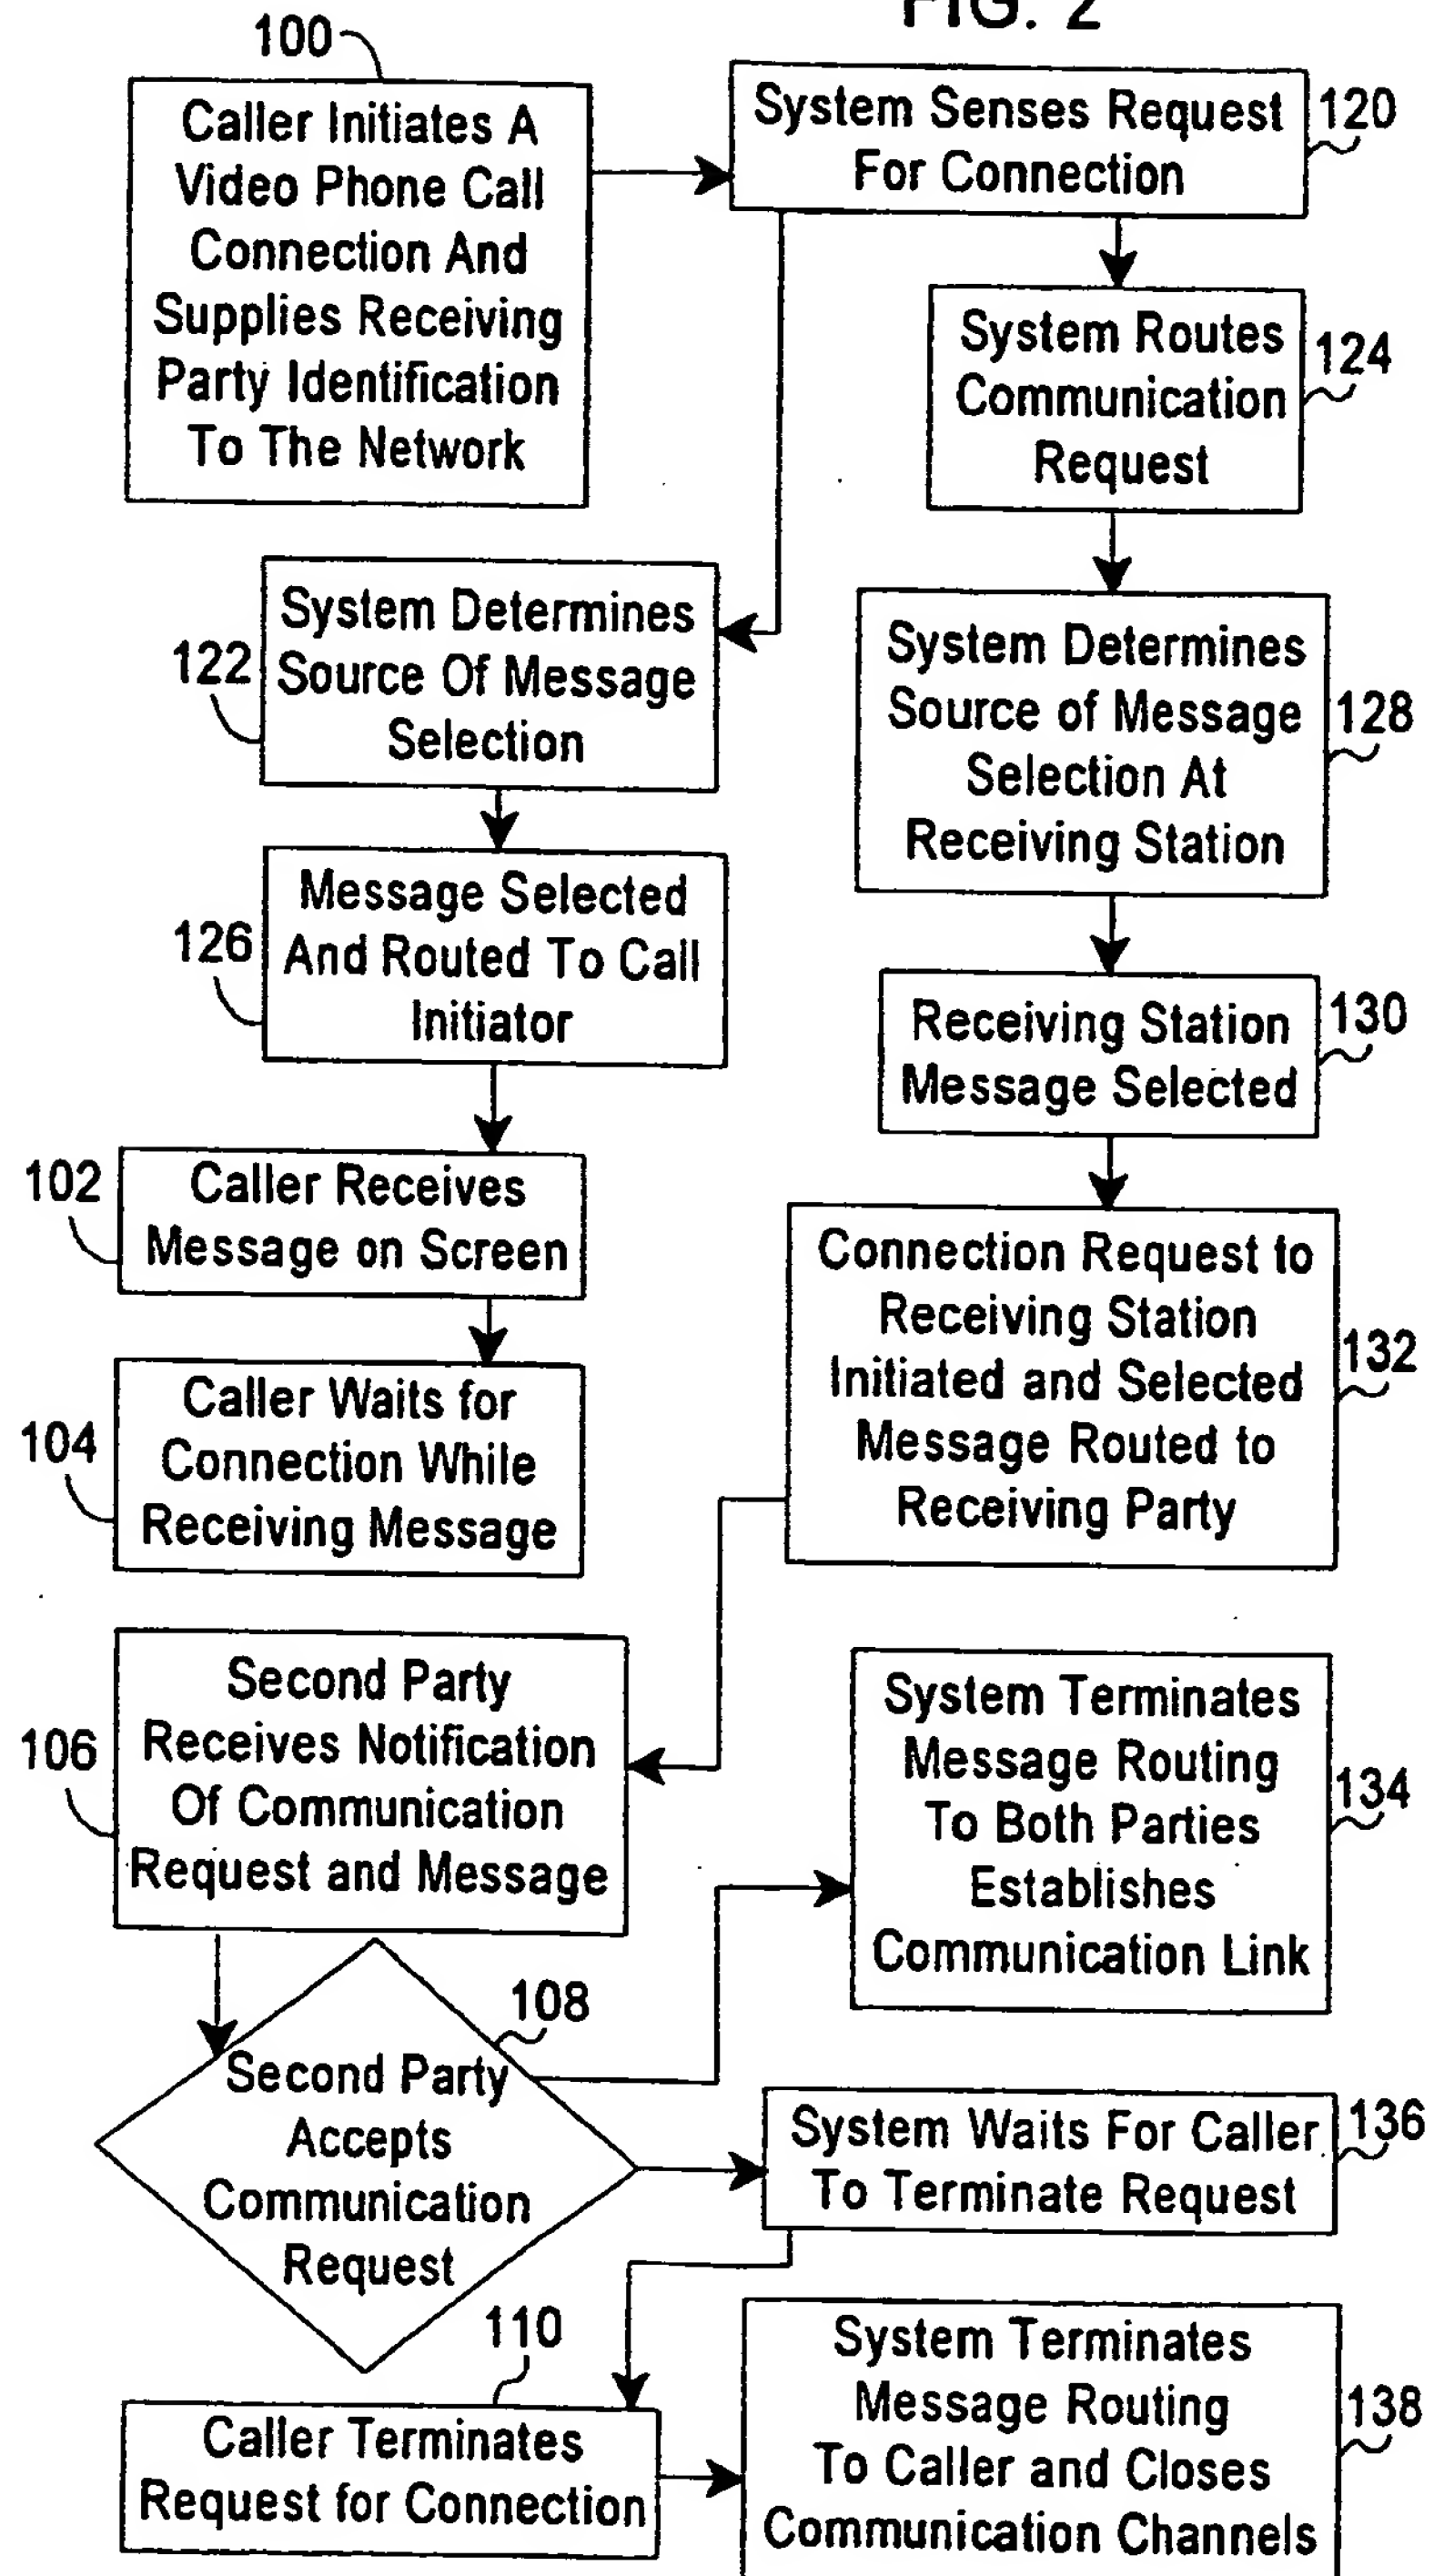 FIG. 2
100
Caller Initiates A
Video Phone Call
Connection And
Supplies Receiving
Party Identification
To The Network
System Senses Request
For Connection
120
System Routes
Communication
Request
124
System Determines
Source Of Message
Selection
122
System Determines
Source of Message
Selection At
Receiving Station
128
Message Selected
And Routed To Call
Initiator
126
Receiving Station
Message Selected
130
102
Caller Receives
Message on Screen
Connection Request to
Receiving Station
Initiated and Selected
Message Routed to
Receiving Party
132
104
Caller Waits for
Connection While
Receiving Message
106
Second Party
Receives Notification
Of Communication
Request and Message
System Terminates
Message Routing
To Both Parties
Establishes
Communication Link
134
108
Second Party
Accepts
Communication
Request
System Waits For Caller
To Terminate Request
136
110
Caller Terminates
Request for Connection
System Terminates
Message Routing
To Caller and Closes
Communication Channels
138